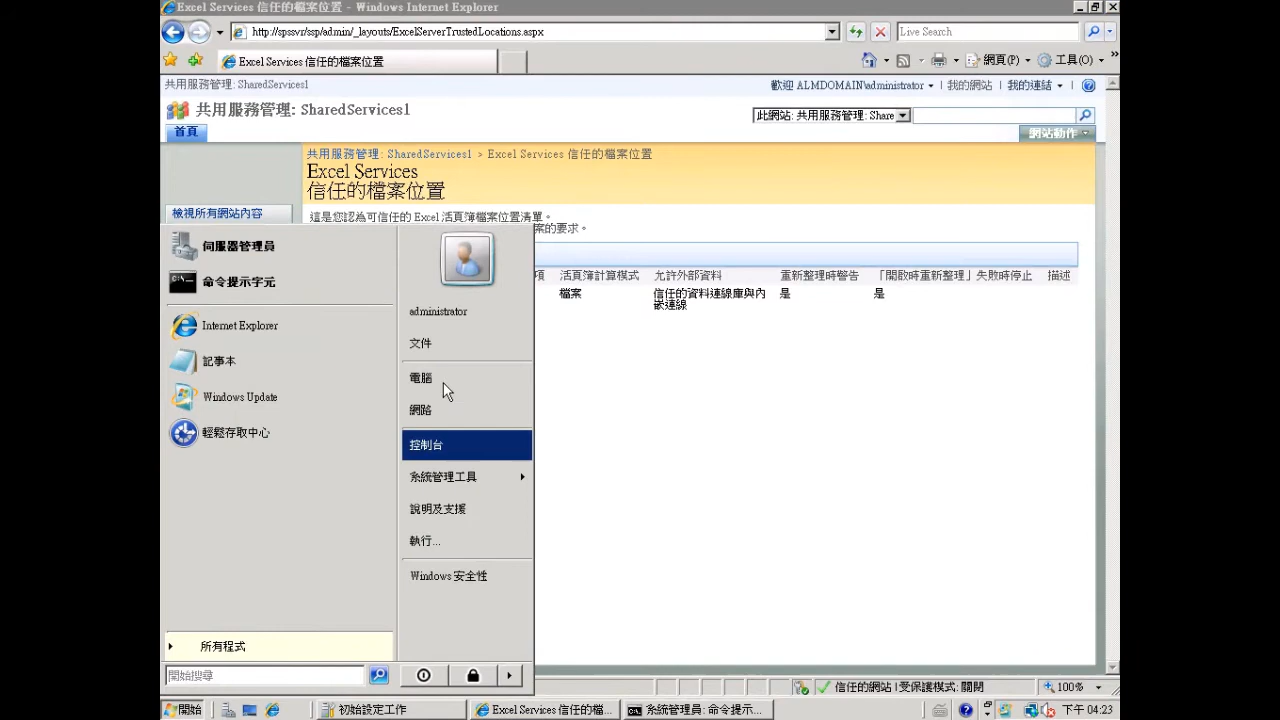 Excel Services 信任的檔案位置 - Windows Internet Explorer
http://spssvr/ssp/admin/_layouts/ExcelServerTrustedLocations.aspx
Live Search
Excel Services 信任的檔案位置
網頁(P)
工具(O)
共用服務管理: SharedServices1
歡迎 ALMDOMAIN\administrator
我的網站
我的連結
共用服務管理: SharedServices1
此網站: 共用服務管理: Share
首頁
網站動作
共用服務管理: SharedServices1 > Excel Services 信任的檔案位置
Excel Services
信任的檔案位置
檢視所有網站內容
這是您認為可信任的 Excel 活頁簿檔案位置清單。
案的要求。
項 活頁簿計算模式 允許外部資料 重新整理時警告 「開啟時重新整理」失敗時停止 描述
檔案 信任的資料連線庫與內 是 是
嵌連線
伺服器管理員
命令提示字元
Internet Explorer
記事本
Windows Update
輕鬆存取中心
所有程式
開始搜尋
administrator
文件
電腦
網路
控制台
系統管理工具
說明及支援
執行...
Windows 安全性
信任的網站 | 受保護模式: 關閉
100%
開始
初始設定工作
Excel Services 信任的檔...
系統管理員: 命令提示...
下午 04:23